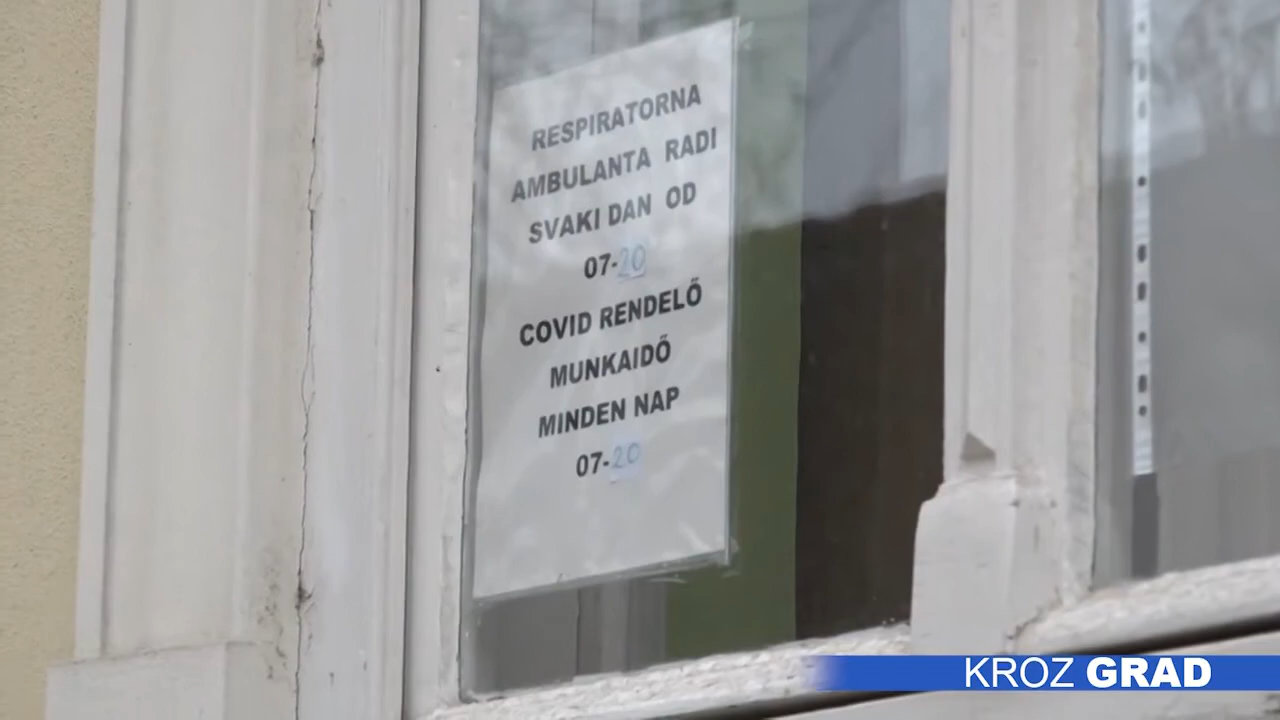 RESPIRATORNA
AMBULANTA RADI
SVAKI DAN OD
07-20
COVID RENDELŐ
MUNKAIDŐ
MINDEN NAP
07-20
KROZ GRAD